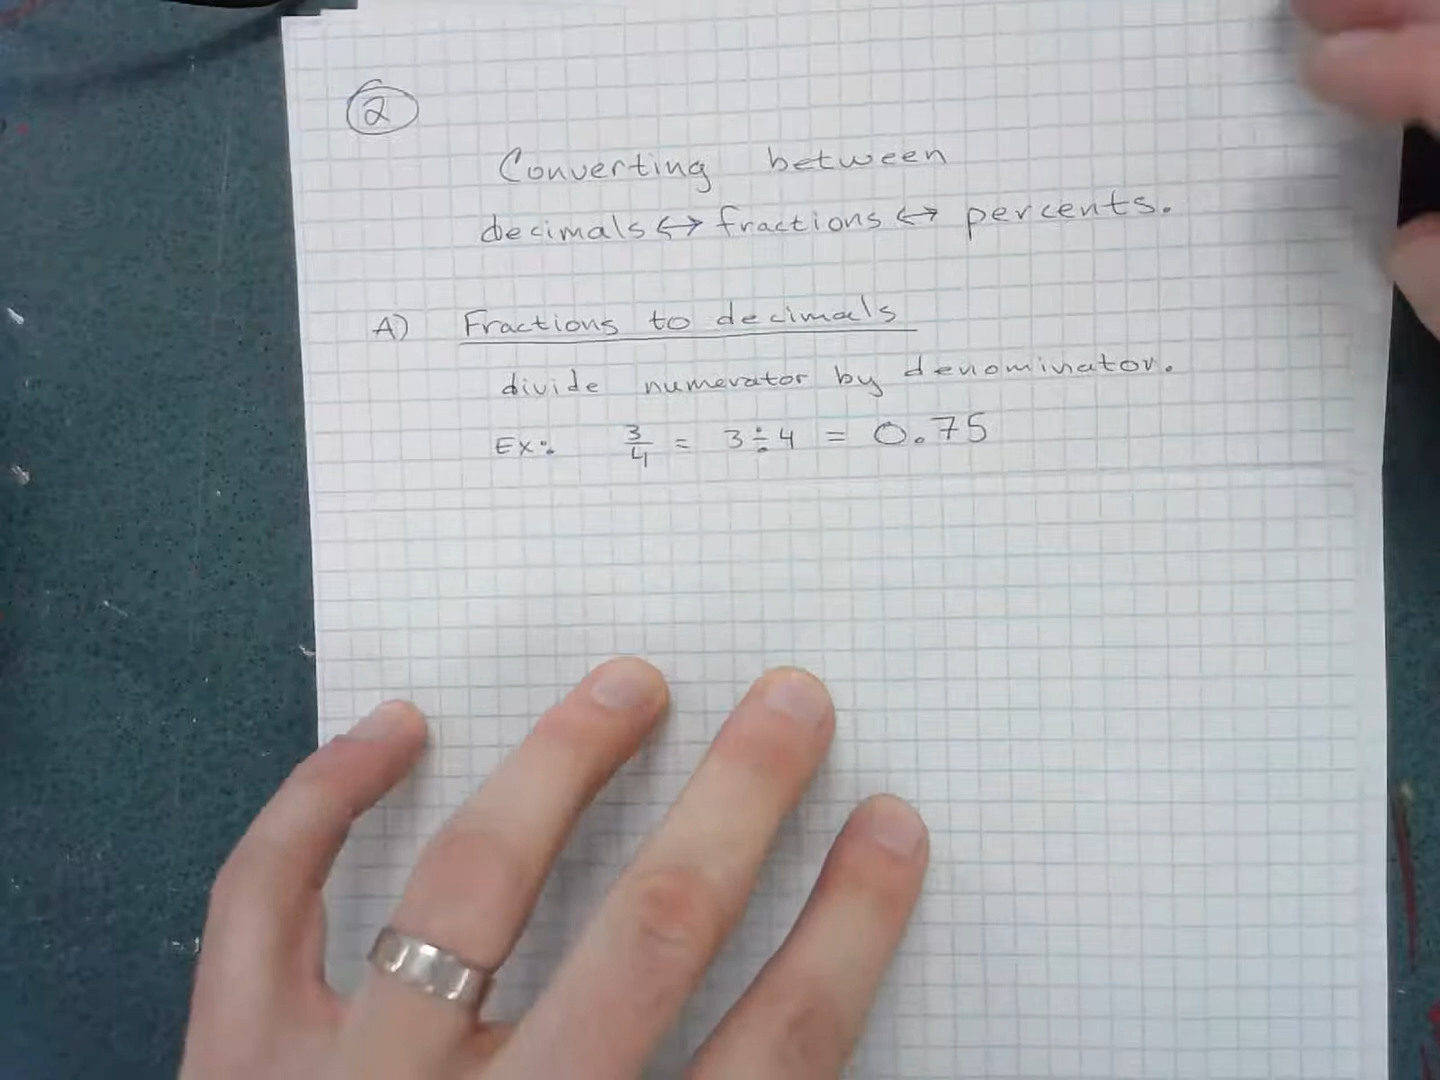 2
Converting between
decimals ↔ fractions ↔ percents.
A) Fractions to decimals
divide numerator by denominator.
Ex: 3/4 = 3 ÷ 4 = 0.75